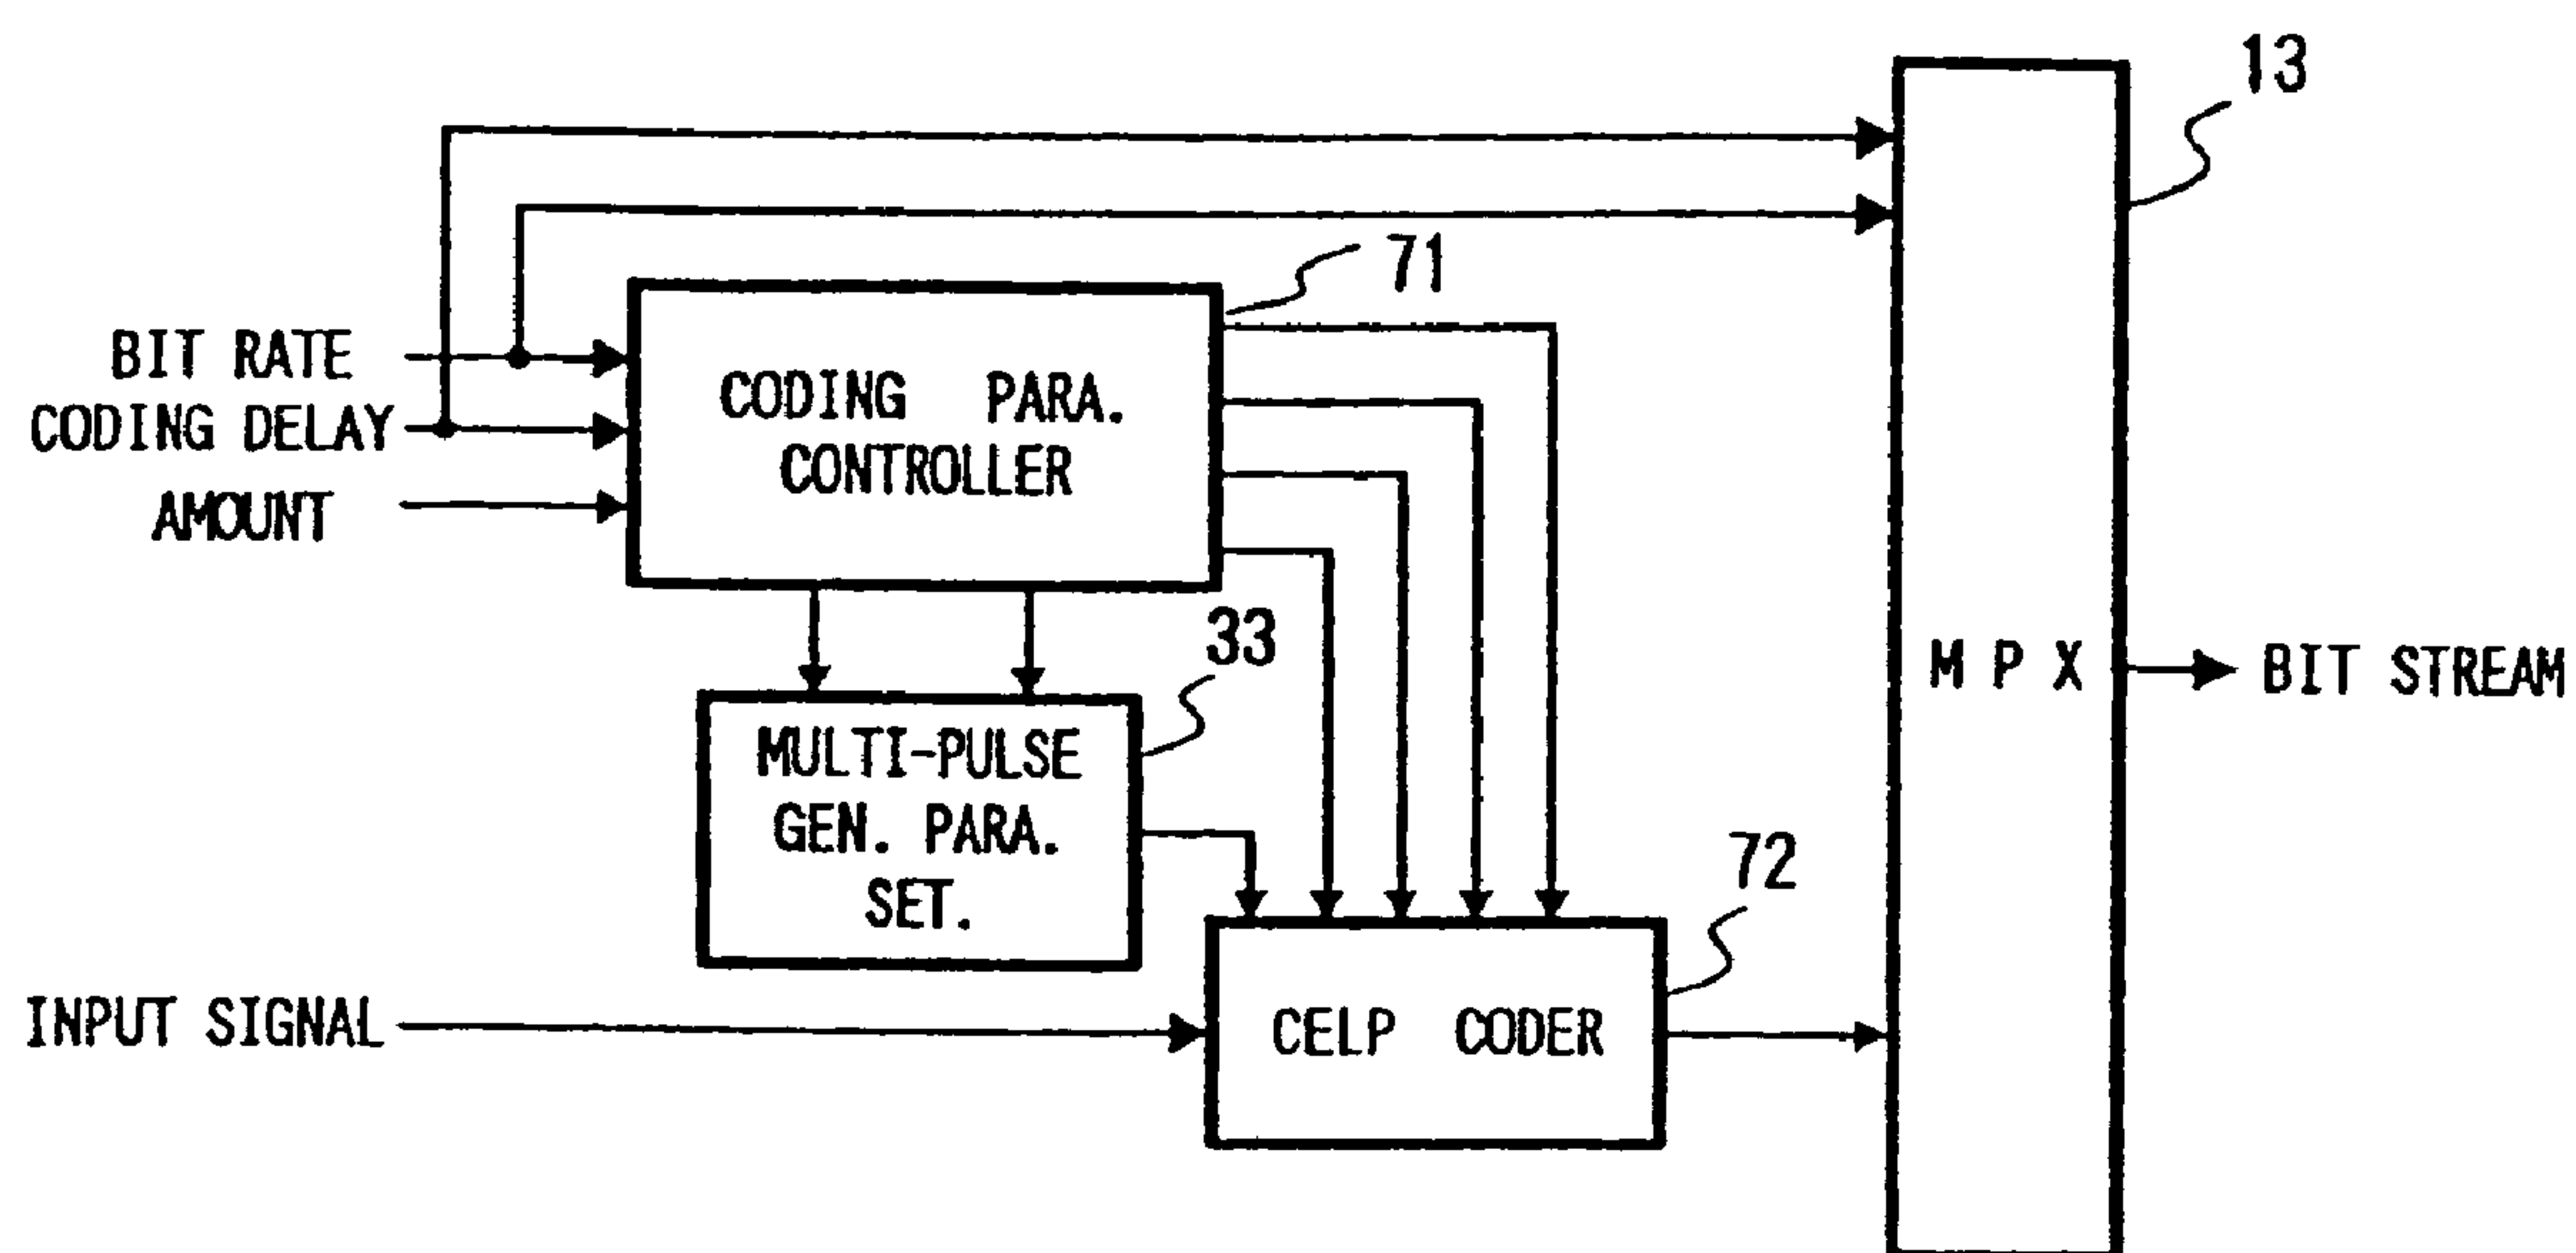 13
71
BIT RATE
CODING DELAY
AMOUNT
CODING PARA.
CONTROLLER
33
MULTI-PULSE
GEN. PARA.
SET.
M P X
BIT STREAM
72
INPUT SIGNAL
CELP CODER